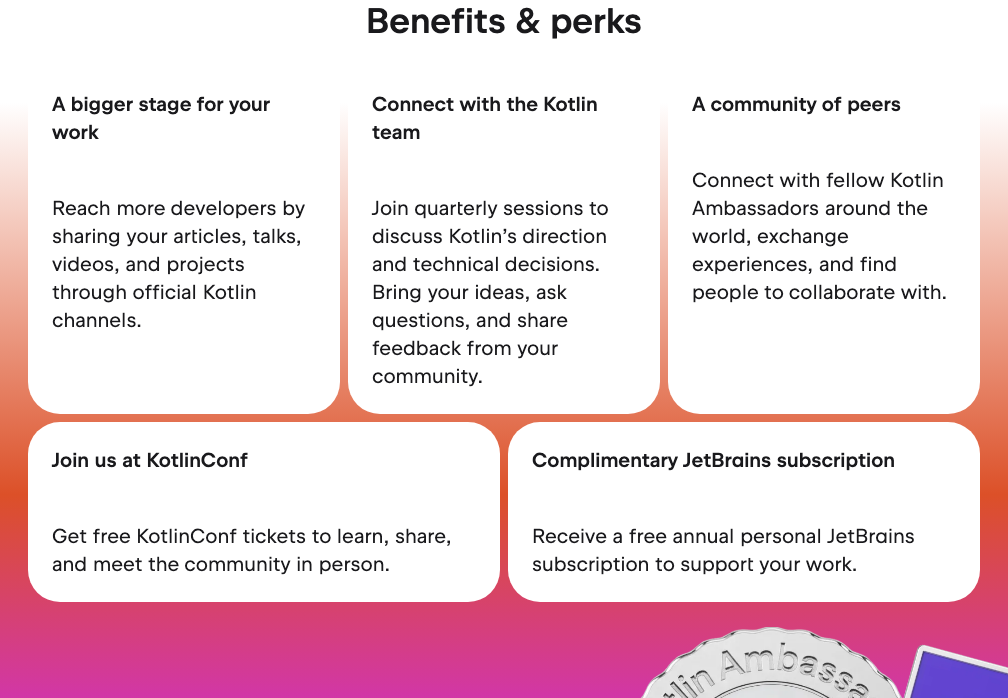 Benefits & perks
A bigger stage for your
work
Reach more developers by
sharing your articles, talks,
videos, and projects
through official Kotlin
channels.
Connect with the Kotlin
team
Join quarterly sessions to
discuss Kotlin’s direction
and technical decisions.
Bring your ideas, ask
questions, and share
feedback from your
community.
A community of peers
Connect with fellow Kotlin
Ambassadors around the
world, exchange
experiences, and find
people to collaborate with.
Join us at KotlinConf
Get free KotlinConf tickets to learn, share,
and meet the community in person.
Complimentary JetBrains subscription
Receive a free annual personal JetBrains
subscription to support your work.
tlin Ambassa